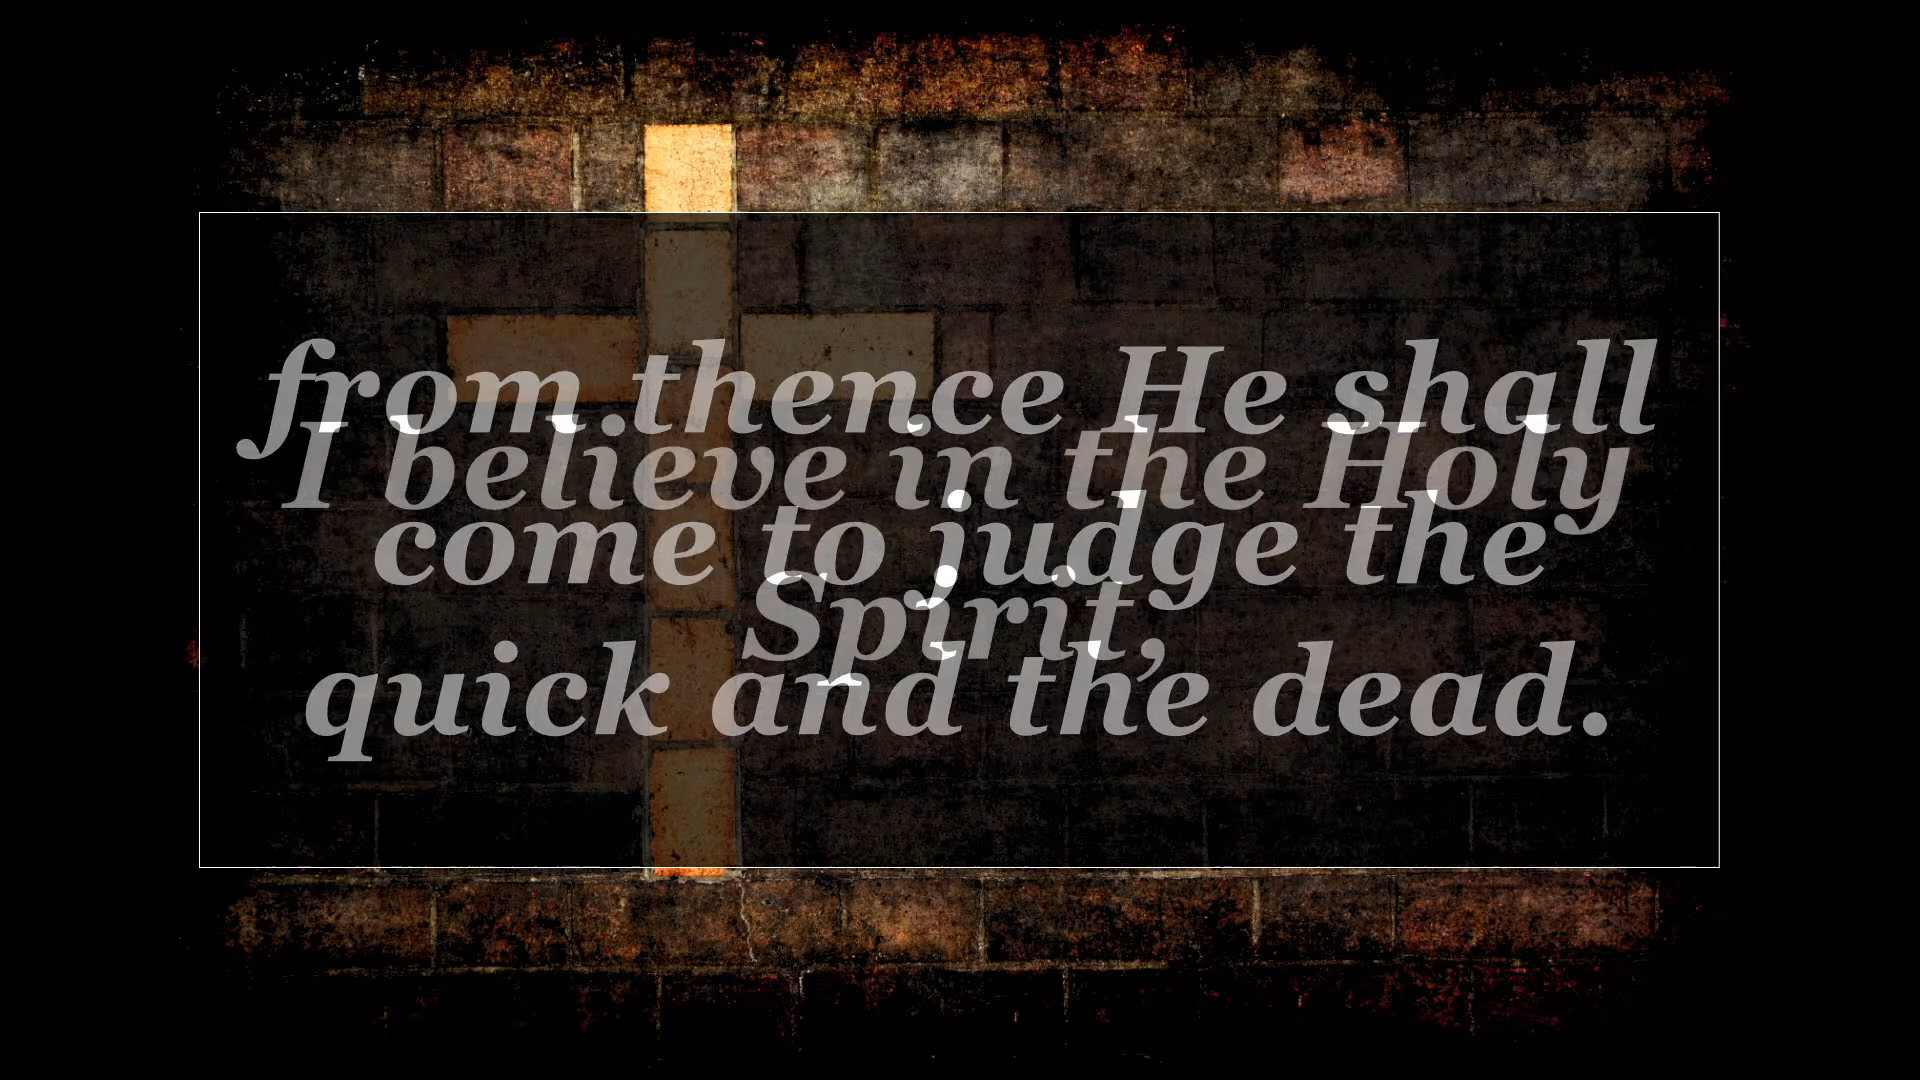 from thence He shall
I believe in the Holy
come to judge the
Spirit,
quick and the dead.